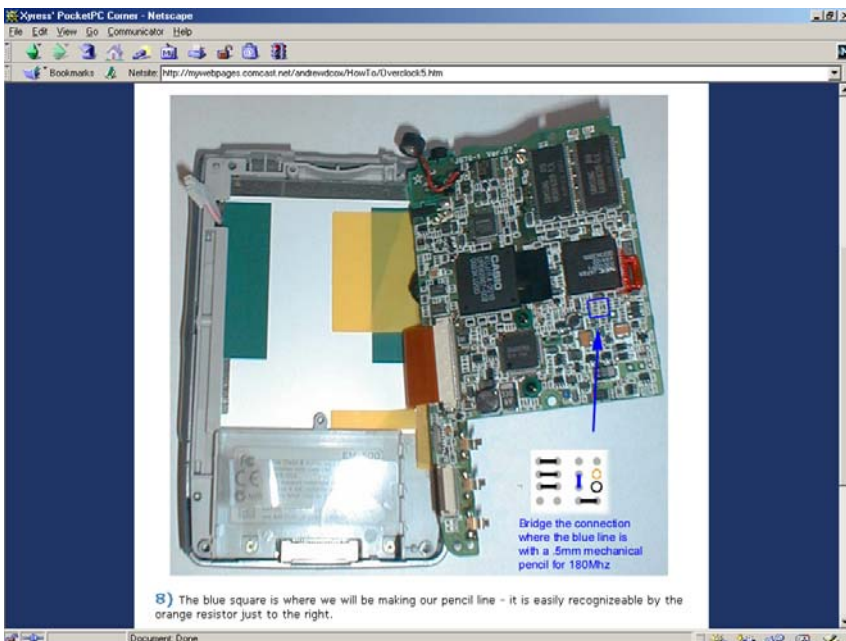 Xyress' PocketPC Corner - Netscape
File Edit View Go Communicator Help
Bookmarks Netsite: http://mywebpages.comcast.net/andrewdcox/HowTo/Overclock5.htm
CASIO
NEC
EM-500
Bridge the connection
where the blue line is
with a .5mm mechanical
pencil for 180Mhz
8) The blue square is where we will be making our pencil line - it is easily recognizeable by the
orange resistor just to the right.
Document: Done